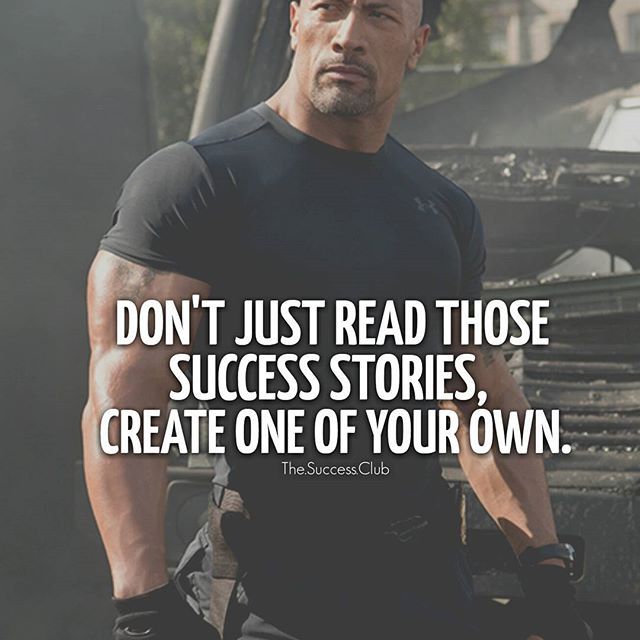 DON'T JUST READ THOSE
SUCCESS STORIES,
CREATE ONE OF YOUR OWN.
The.Success.Club